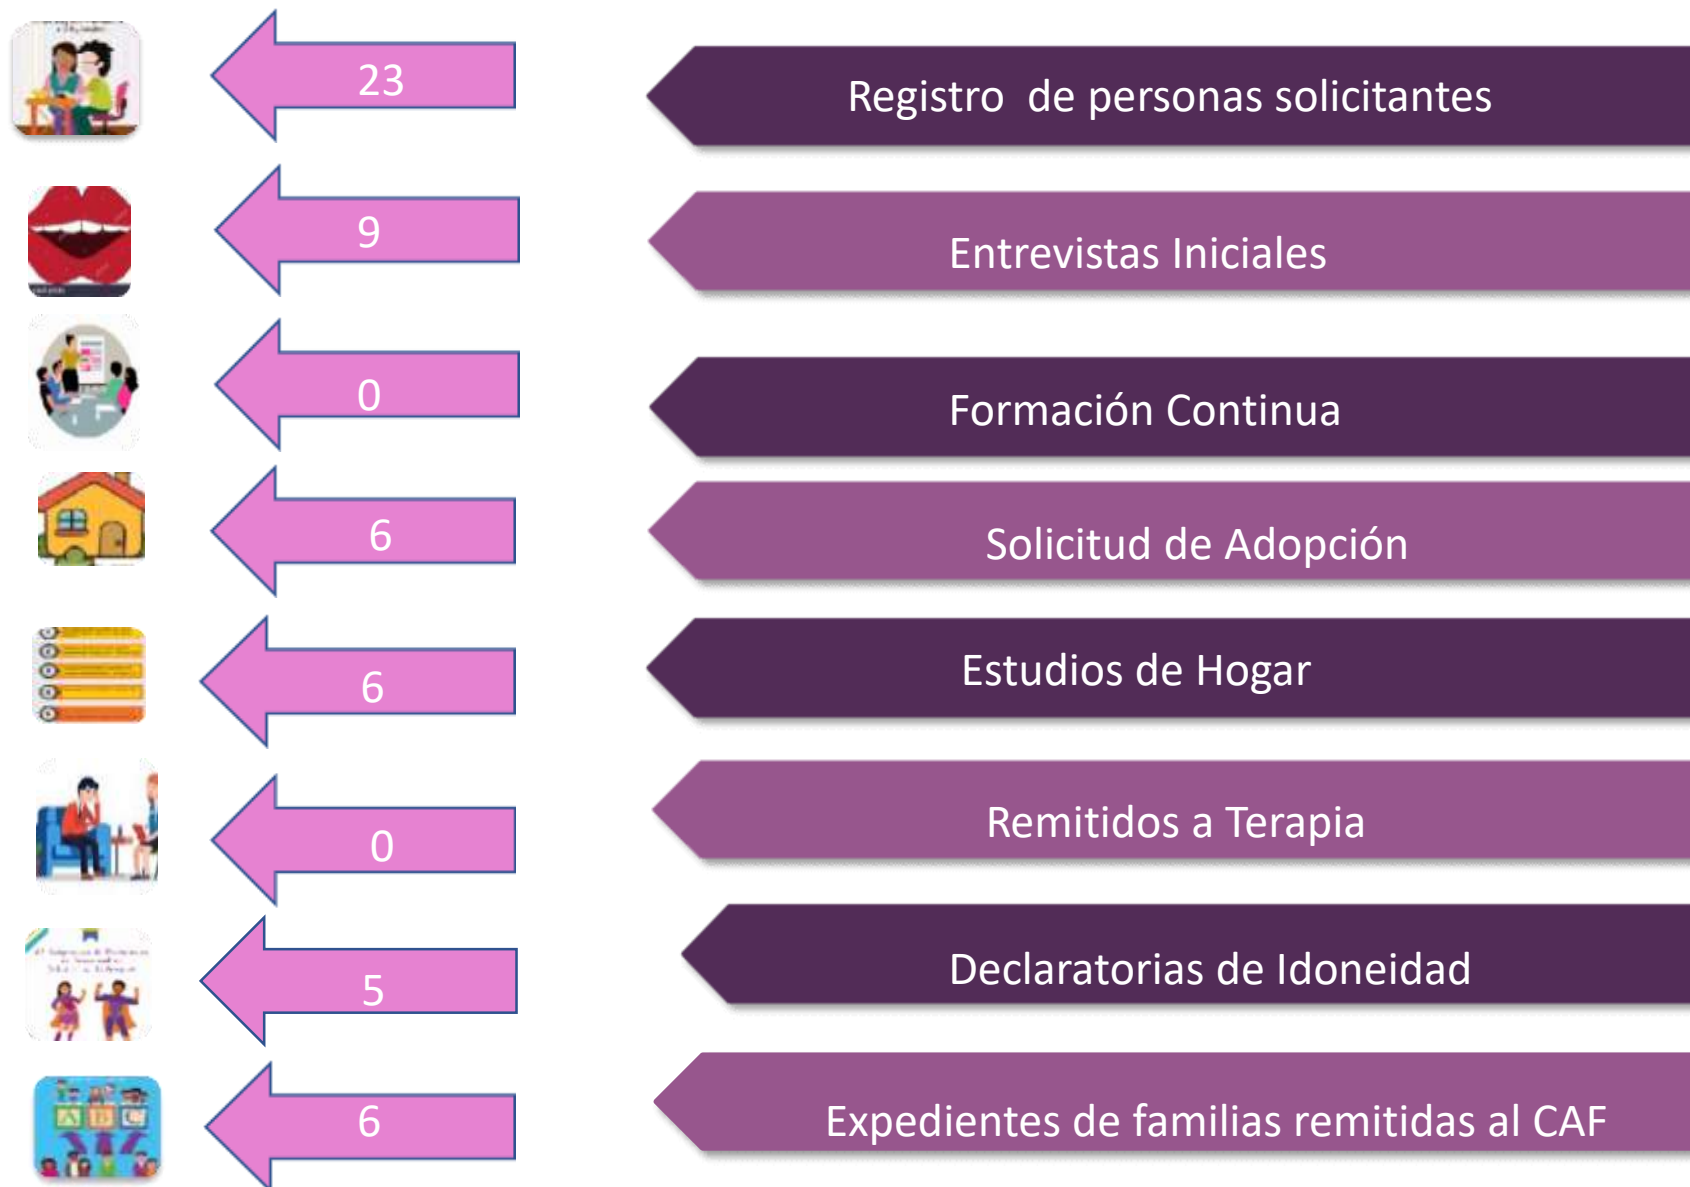 23
Registro de personas solicitantes
9
Entrevistas Iniciales
0
Formación Continua
6
Solicitud de Adopción
6
Estudios de Hogar
0
Remitidos a Terapia
5
Declaratorias de Idoneidad
A B C
6
Expedientes de familias remitidas al CAF